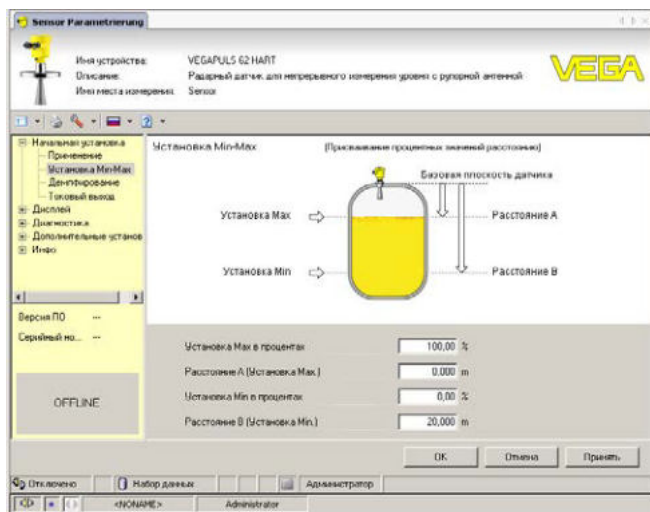 Sensor Parametrierung
Имя устройства: VEGAPULS 62 HART
Описание: Радарный датчик для непрерывного измерения уровня с рупорной антенной
Имя места измерения: Sensor
VEGA
Начальная установка
Применение
Установка Min-Max
Демпфирование
Токовый выход
Дисплей
Диагностика
Дополнительные установ
Инфо
Версия ПО ---
Серийный но... ---
OFFLINE
Установка Min-Max (Присваивание процентных значений расстоянию)
Базовая плоскость датчика
Установка Max
Расстояние A
Установка Min
Расстояние B
Установка Max в процентах 100,00 %
Расстояние A (Установка Max.) 0,000 m
Установка Min в процентах 0,00 %
Расстояние B (Установка Min.) 20,000 m
OK Отмена Принять
Отключено Набор данных Администратор
<NONAME> Administrator